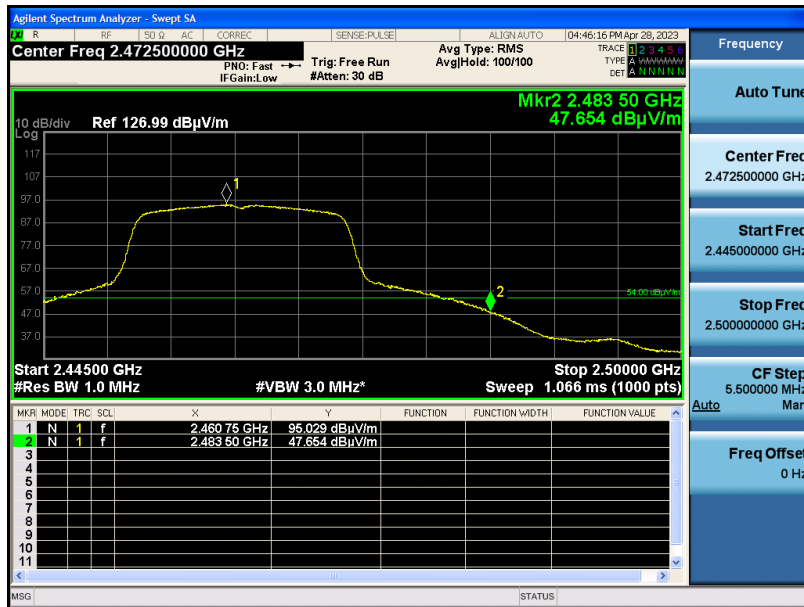 Agilent Spectrum Analyzer - Swept SA
LXI R RF 50 Ω AC CORREC SENSE:PULSE ALIGN AUTO 04:46:16 PM Apr 28, 2023
Center Freq 2.472500000 GHz
PNO: Fast
IFGain:Low
Trig: Free Run
#Atten: 30 dB
Avg Type: RMS
Avg|Hold: 100/100
TRACE 1 2 3 4 5 6
TYPE A WWWWW
DET A N N N N N
Mkr2 2.483 50 GHz
47.654 dBµV/m
10 dB/div Ref 126.99 dBµV/m
Log
117
107
97.0
87.0
77.0
67.0
57.0
47.0
37.0
1
2
54.00 dBµV/m
Start 2.44500 GHz Stop 2.50000 GHz
#Res BW 1.0 MHz #VBW 3.0 MHz* Sweep 1.066 ms (1000 pts)
MKR MODE TRC SCL X Y FUNCTION FUNCTION WIDTH FUNCTION VALUE
1 N 1 f 2.460 75 GHz 95.029 dBµV/m
2 N 1 f 2.483 50 GHz 47.654 dBµV/m
3
4
5
6
7
8
9
10
11
MSG STATUS
Frequency
Auto Tune
Center Freq
2.472500000 GHz
Start Freq
2.445000000 GHz
Stop Freq
2.500000000 GHz
CF Step
5.500000 MHz
Auto Man
Freq Offset
0 Hz